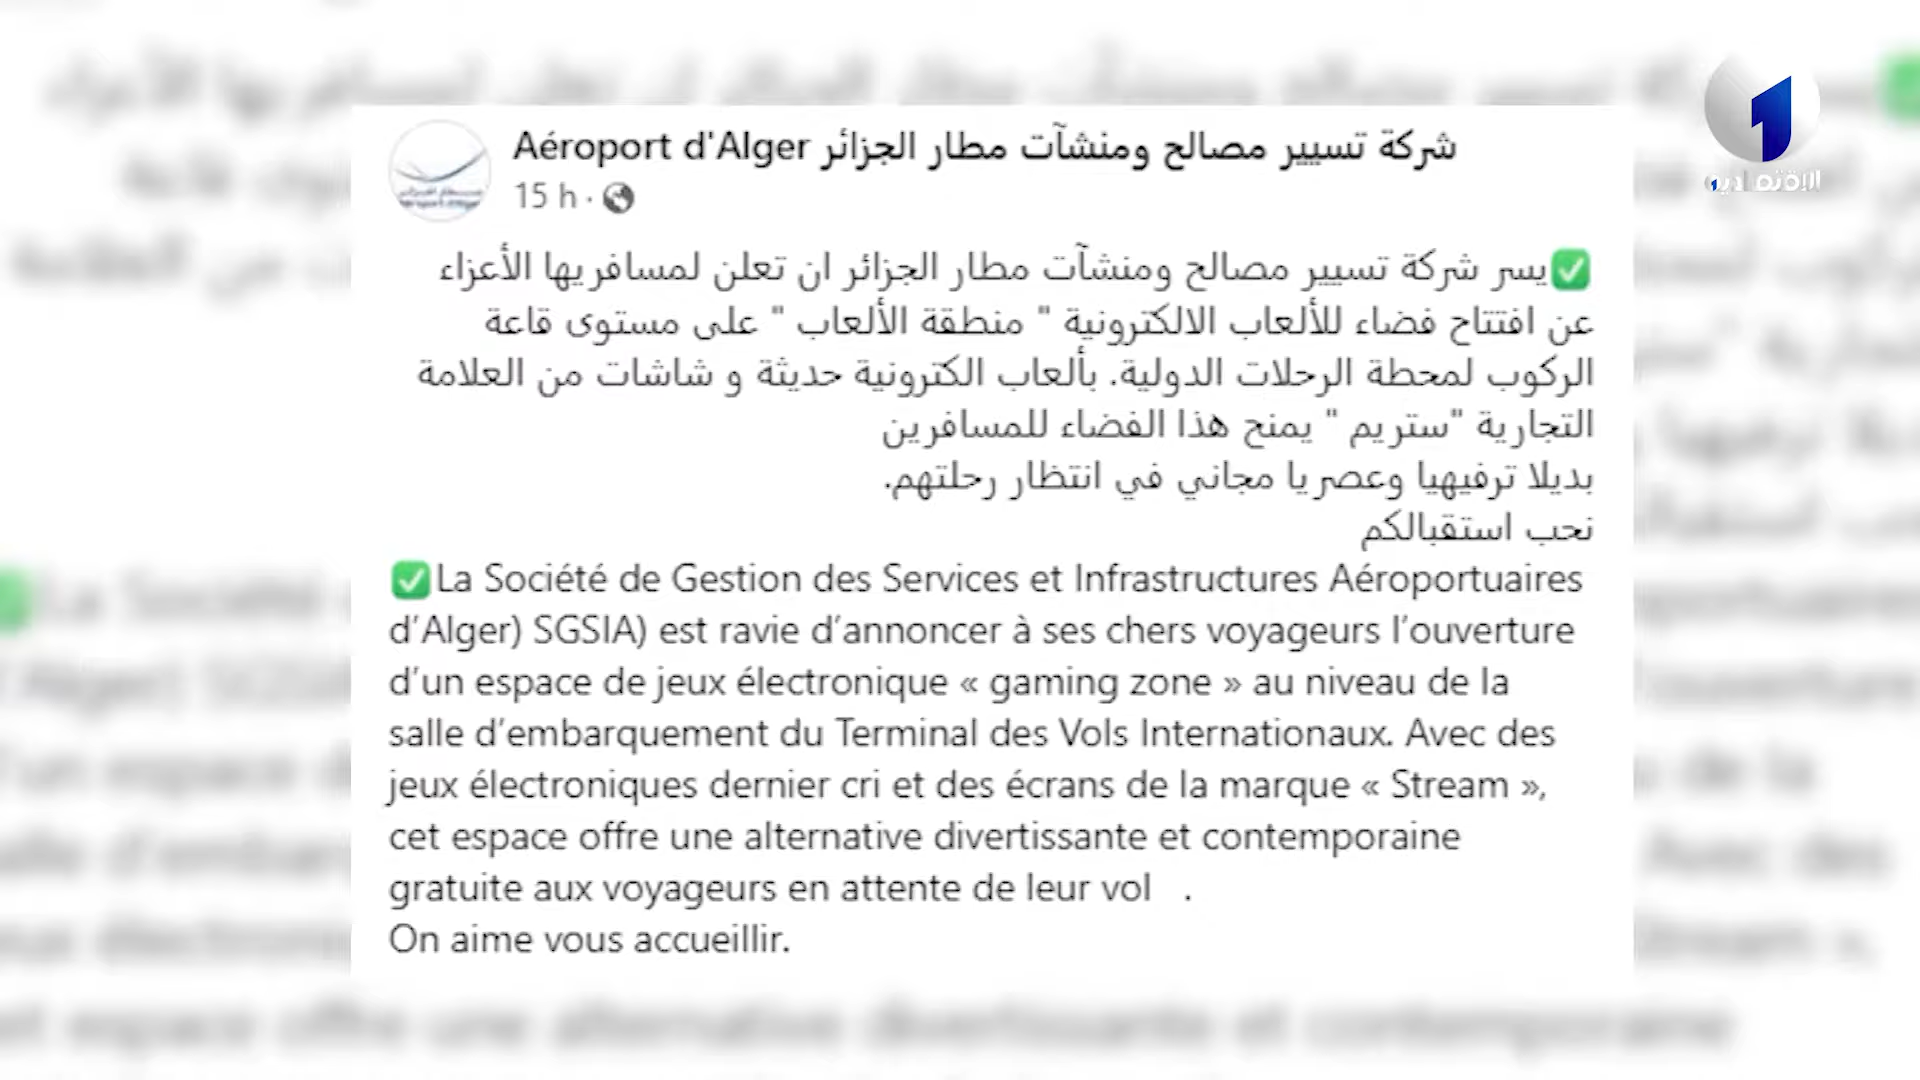 Aéroport d'Alger شركة تسيير مصالح ومنشآت مطار الجزائر
15 h ·
✅يسر شركة تسيير مصالح ومنشآت مطار الجزائر ان تعلن لمسافريها الأعزاء
عن افتتاح فضاء للألعاب الالكترونية " منطقة الألعاب " على مستوى قاعة
الركوب لمحطة الرحلات الدولية. بألعاب الكترونية حديثة و شاشات من العلامة
التجارية "ستريم " يمنح هذا الفضاء للمسافرين
بديلا ترفيهيا وعصريا مجاني في انتظار رحلتهم.
نحب استقبالكم
✅La Société de Gestion des Services et Infrastructures Aéroportuaires
d’Alger) SGSIA) est ravie d’annoncer à ses chers voyageurs l’ouverture
d’un espace de jeux électronique « gaming zone » au niveau de la
salle d’embarquement du Terminal des Vols Internationaux. Avec des
jeux électroniques dernier cri et des écrans de la marque « Stream »,
cet espace offre une alternative divertissante et contemporaine
gratuite aux voyageurs en attente de leur vol .
On aime vous accueillir.
1